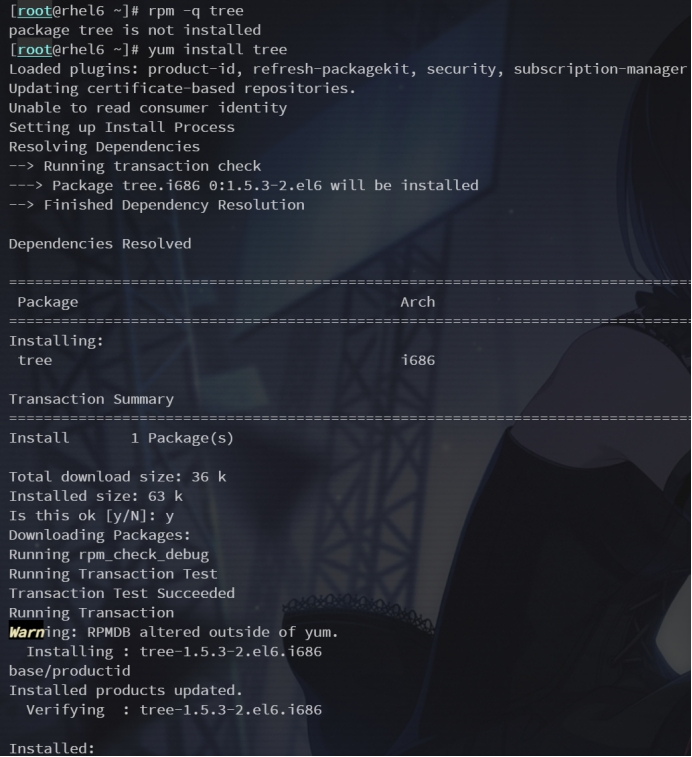 [root@rhel6 ~]# rpm -q tree
package tree is not installed
[root@rhel6 ~]# yum install tree
Loaded plugins: product-id, refresh-packagekit, security, subscription-manager
Updating certificate-based repositories.
Unable to read consumer identity
Setting up Install Process
Resolving Dependencies
--> Running transaction check
---> Package tree.i686 0:1.5.3-2.el6 will be installed
--> Finished Dependency Resolution

Dependencies Resolved

================================================================================
 Package                                     Arch
================================================================================
Installing:
 tree                                        i686

Transaction Summary
================================================================================
Install       1 Package(s)

Total download size: 36 k
Installed size: 63 k
Is this ok [y/N]: y
Downloading Packages:
Running rpm_check_debug
Running Transaction Test
Transaction Test Succeeded
Running Transaction
Warning: RPMDB altered outside of yum.
  Installing : tree-1.5.3-2.el6.i686
base/productid
Installed products updated.
  Verifying  : tree-1.5.3-2.el6.i686

Installed: